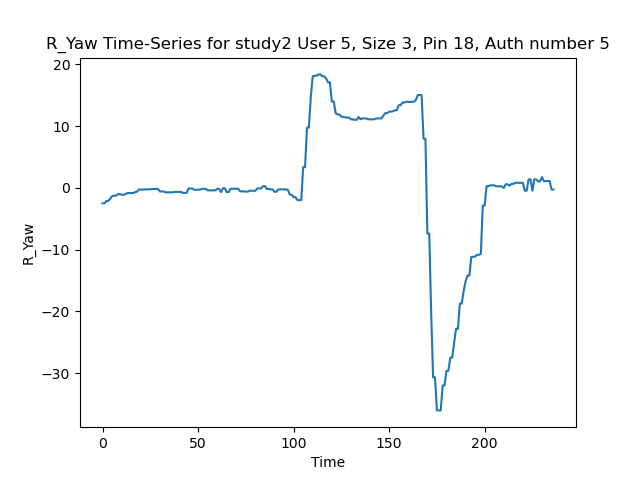 R_Yaw Time-Series for study2 User 5, Size 3, Pin 18, Auth number 5
20
10
0
−10
−20
−30
R_Yaw
0 50 100 150 200
Time